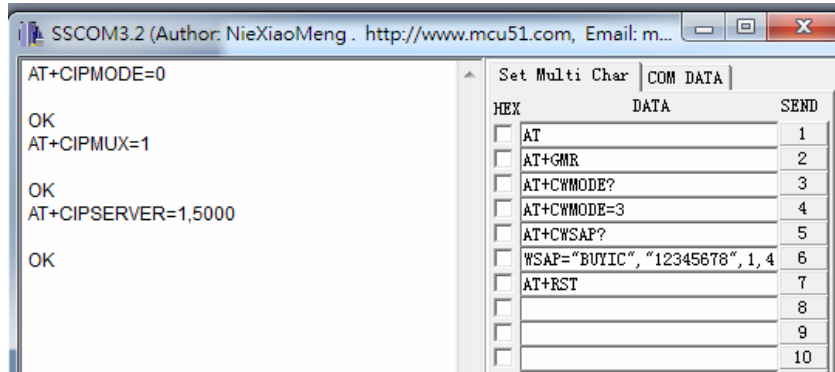 SSCOM3.2 (Author: NieXiaoMeng . http://www.mcu51.com, Email: m...
AT+CIPMODE=0
OK
AT+CIPMUX=1
OK
AT+CIPSERVER=1,5000
OK
Set Multi Char COM DATA
HEX DATA SEND
AT 1
AT+GMR 2
AT+CWMODE? 3
AT+CWMODE=3 4
AT+CWSAP? 5
WSAP="BUYIC", "12345678", 1, 4 6
AT+RST 7
8
9
10